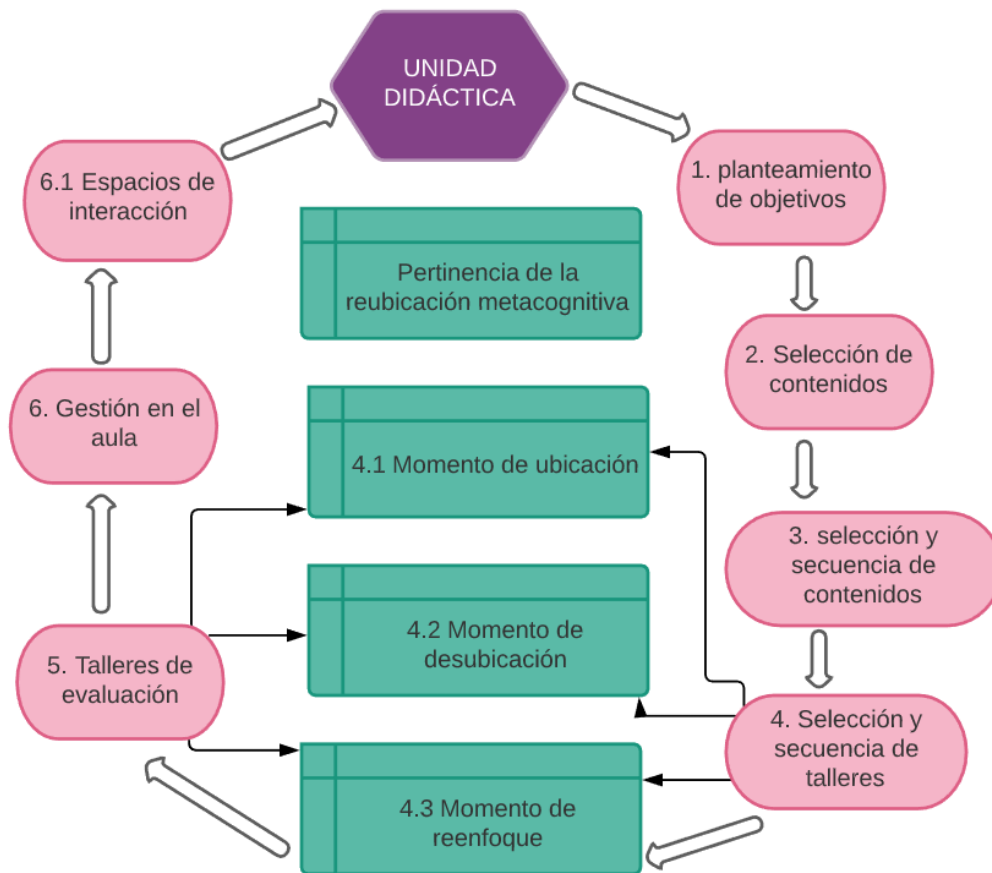 UNIDAD
DIDÁCTICA
1. planteamiento
de objetivos
2. Selección de
contenidos
3. selección y
secuencia de
contenidos
4. Selección y
secuencia de
talleres
Pertinencia de la
reubicación metacognitiva
4.1 Momento de ubicación
4.2 Momento de
desubicación
4.3 Momento de
reenfoque
5. Talleres de
evaluación
6. Gestión en el
aula
6.1 Espacios de
interacción